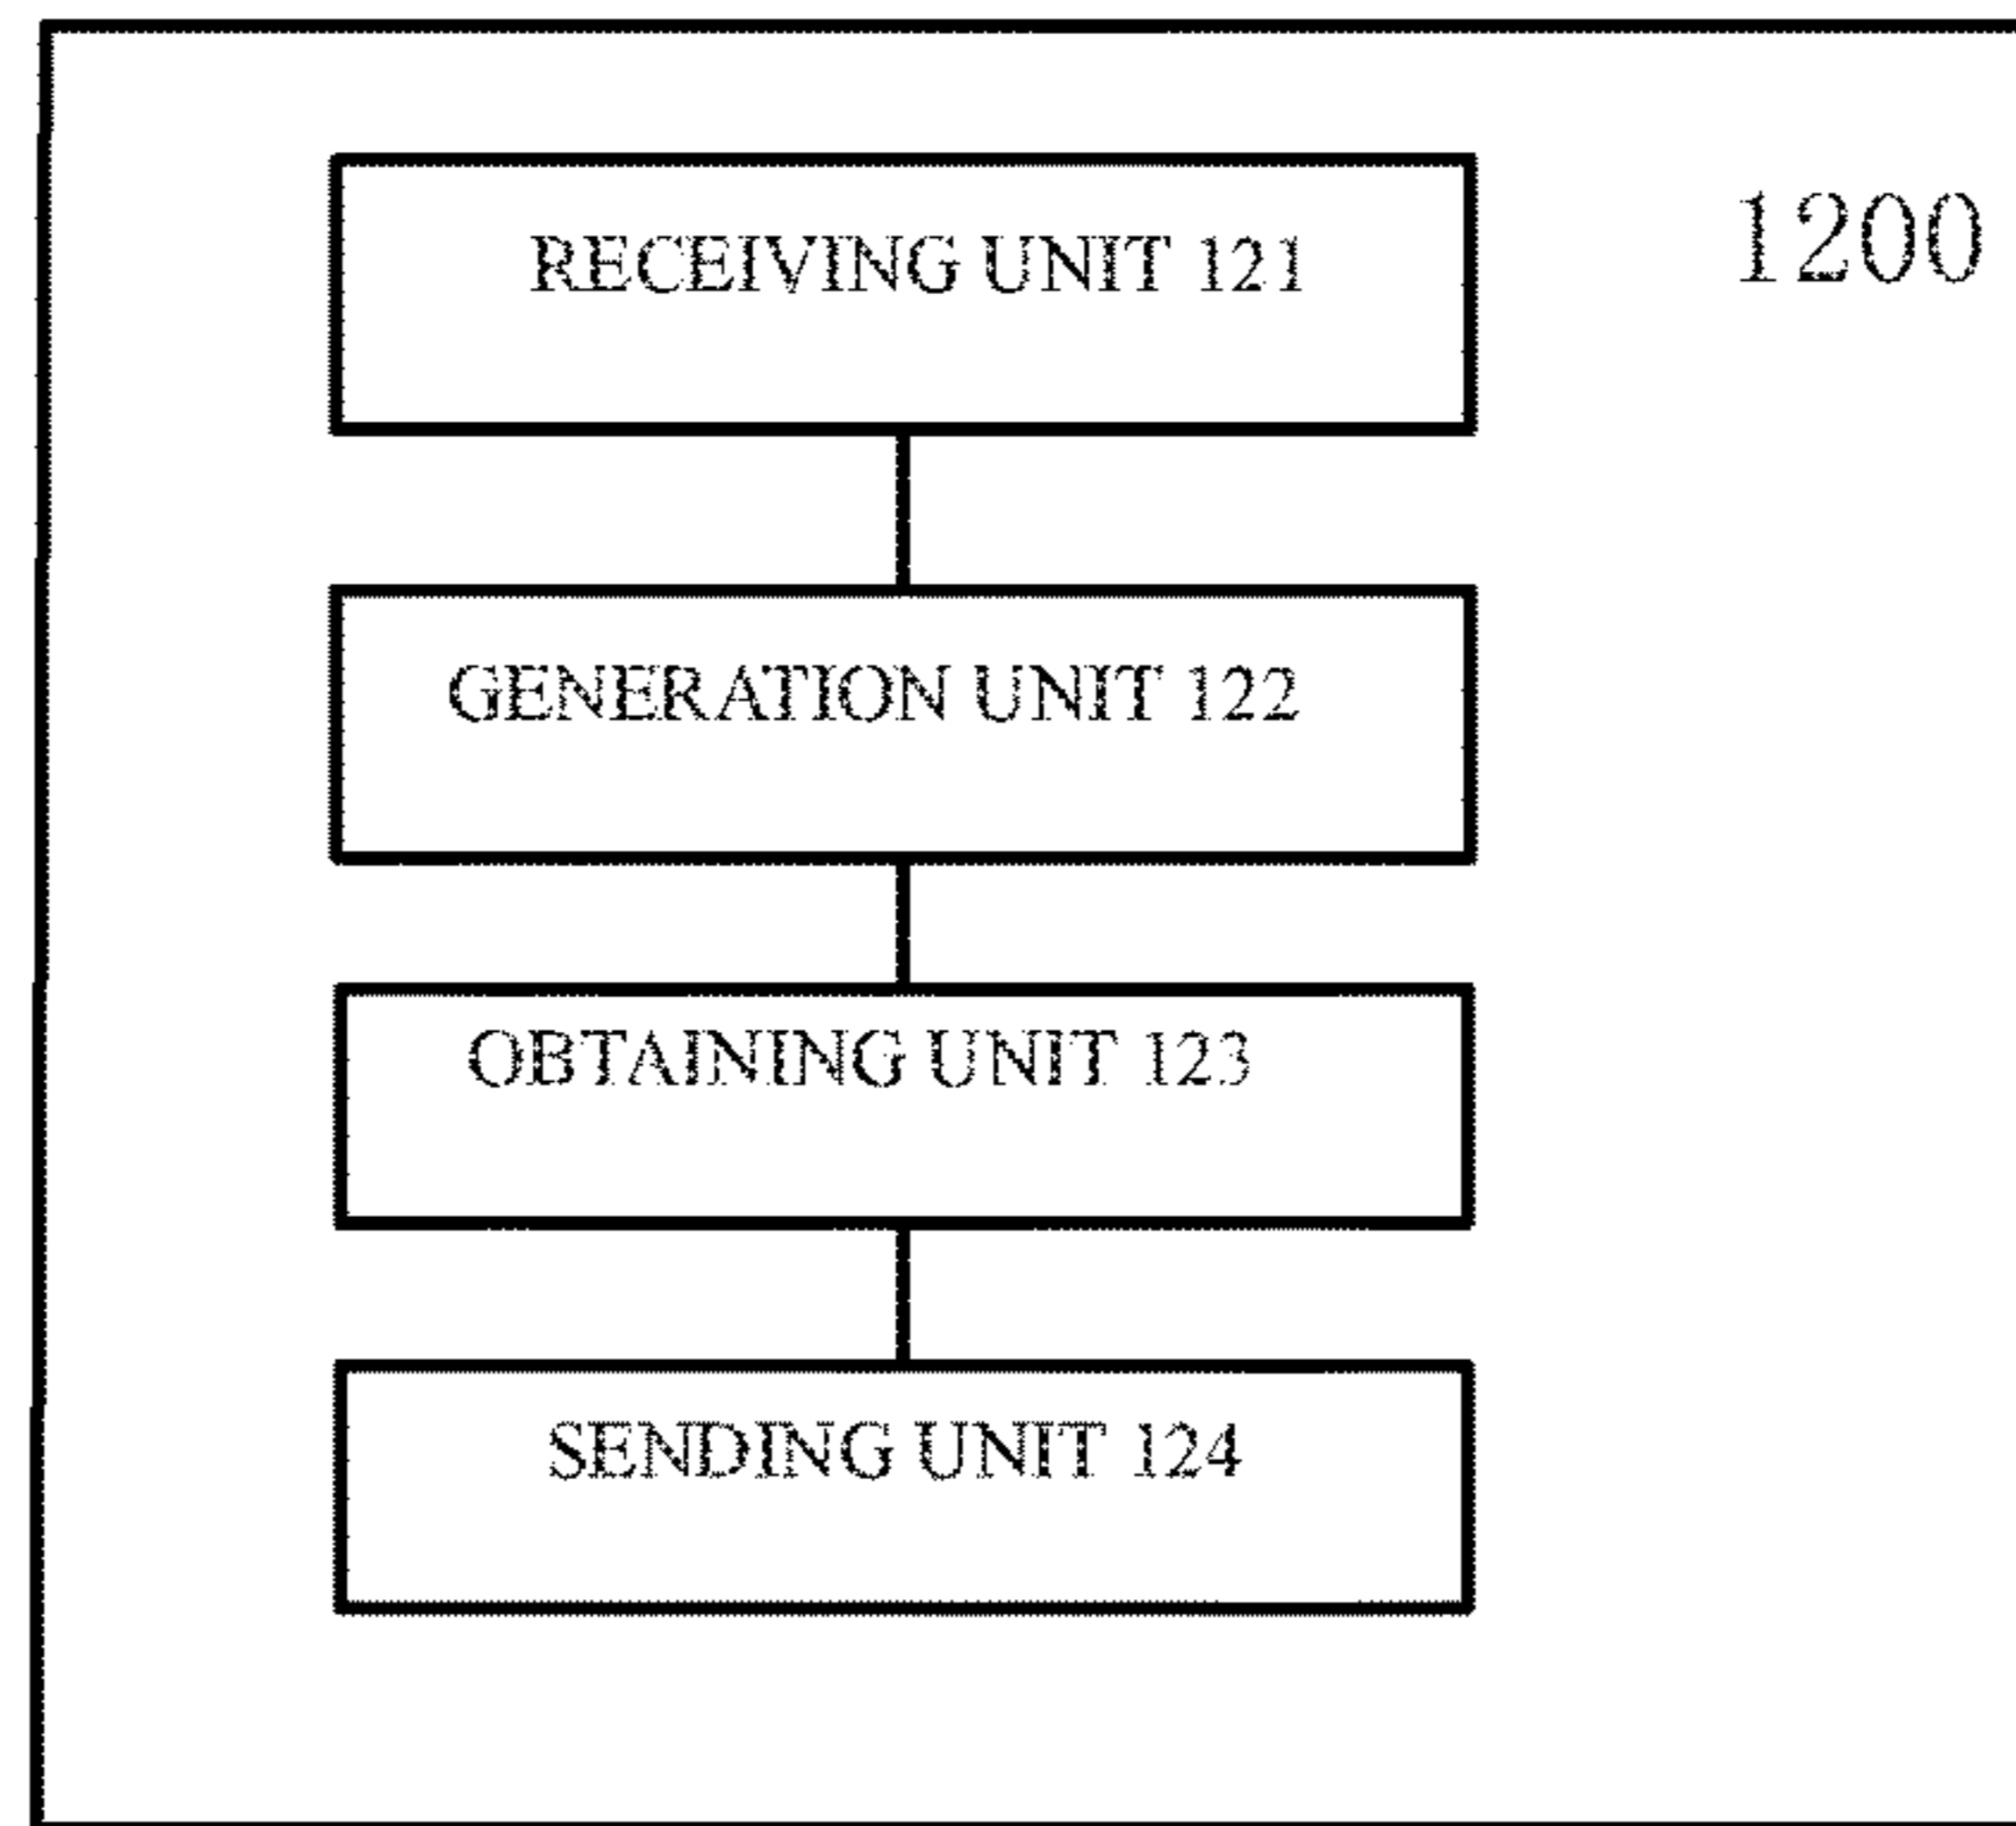 RECEIVING UNIT 121
1200
GENERATION UNIT 122
OBTAINING UNIT 123
SENDING UNIT 124